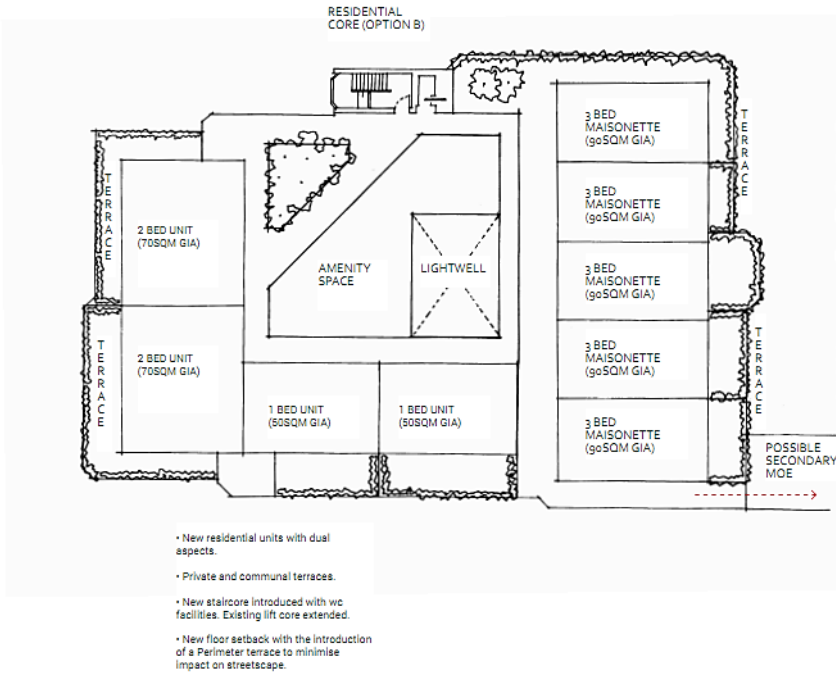 RESIDENTIAL
CORE (OPTION B)
TERRACE
3 BED
MAISONETTE
(90SQM GIA)
TERRACE
2 BED UNIT
(70SQM GIA)
3 BED
MAISONETTE
(90SQM GIA)
AMENITY
SPACE
LIGHTWELL
3 BED
MAISONETTE
(90SQM GIA)
TERRACE
2 BED UNIT
(70SQM GIA)
3 BED
MAISONETTE
(90SQM GIA)
TERRACE
1 BED UNIT
(50SQM GIA)
1 BED UNIT
(50SQM GIA)
3 BED
MAISONETTE
(90SQM GIA)
POSSIBLE
SECONDARY
MOE
• New residential units with dual
aspects.
• Private and communal terraces.
• New staircore introduced with wc
facilities. Existing lift core extended.
• New floor setback with the introduction
of a Perimeter terrace to minimise
impact on streetscape.